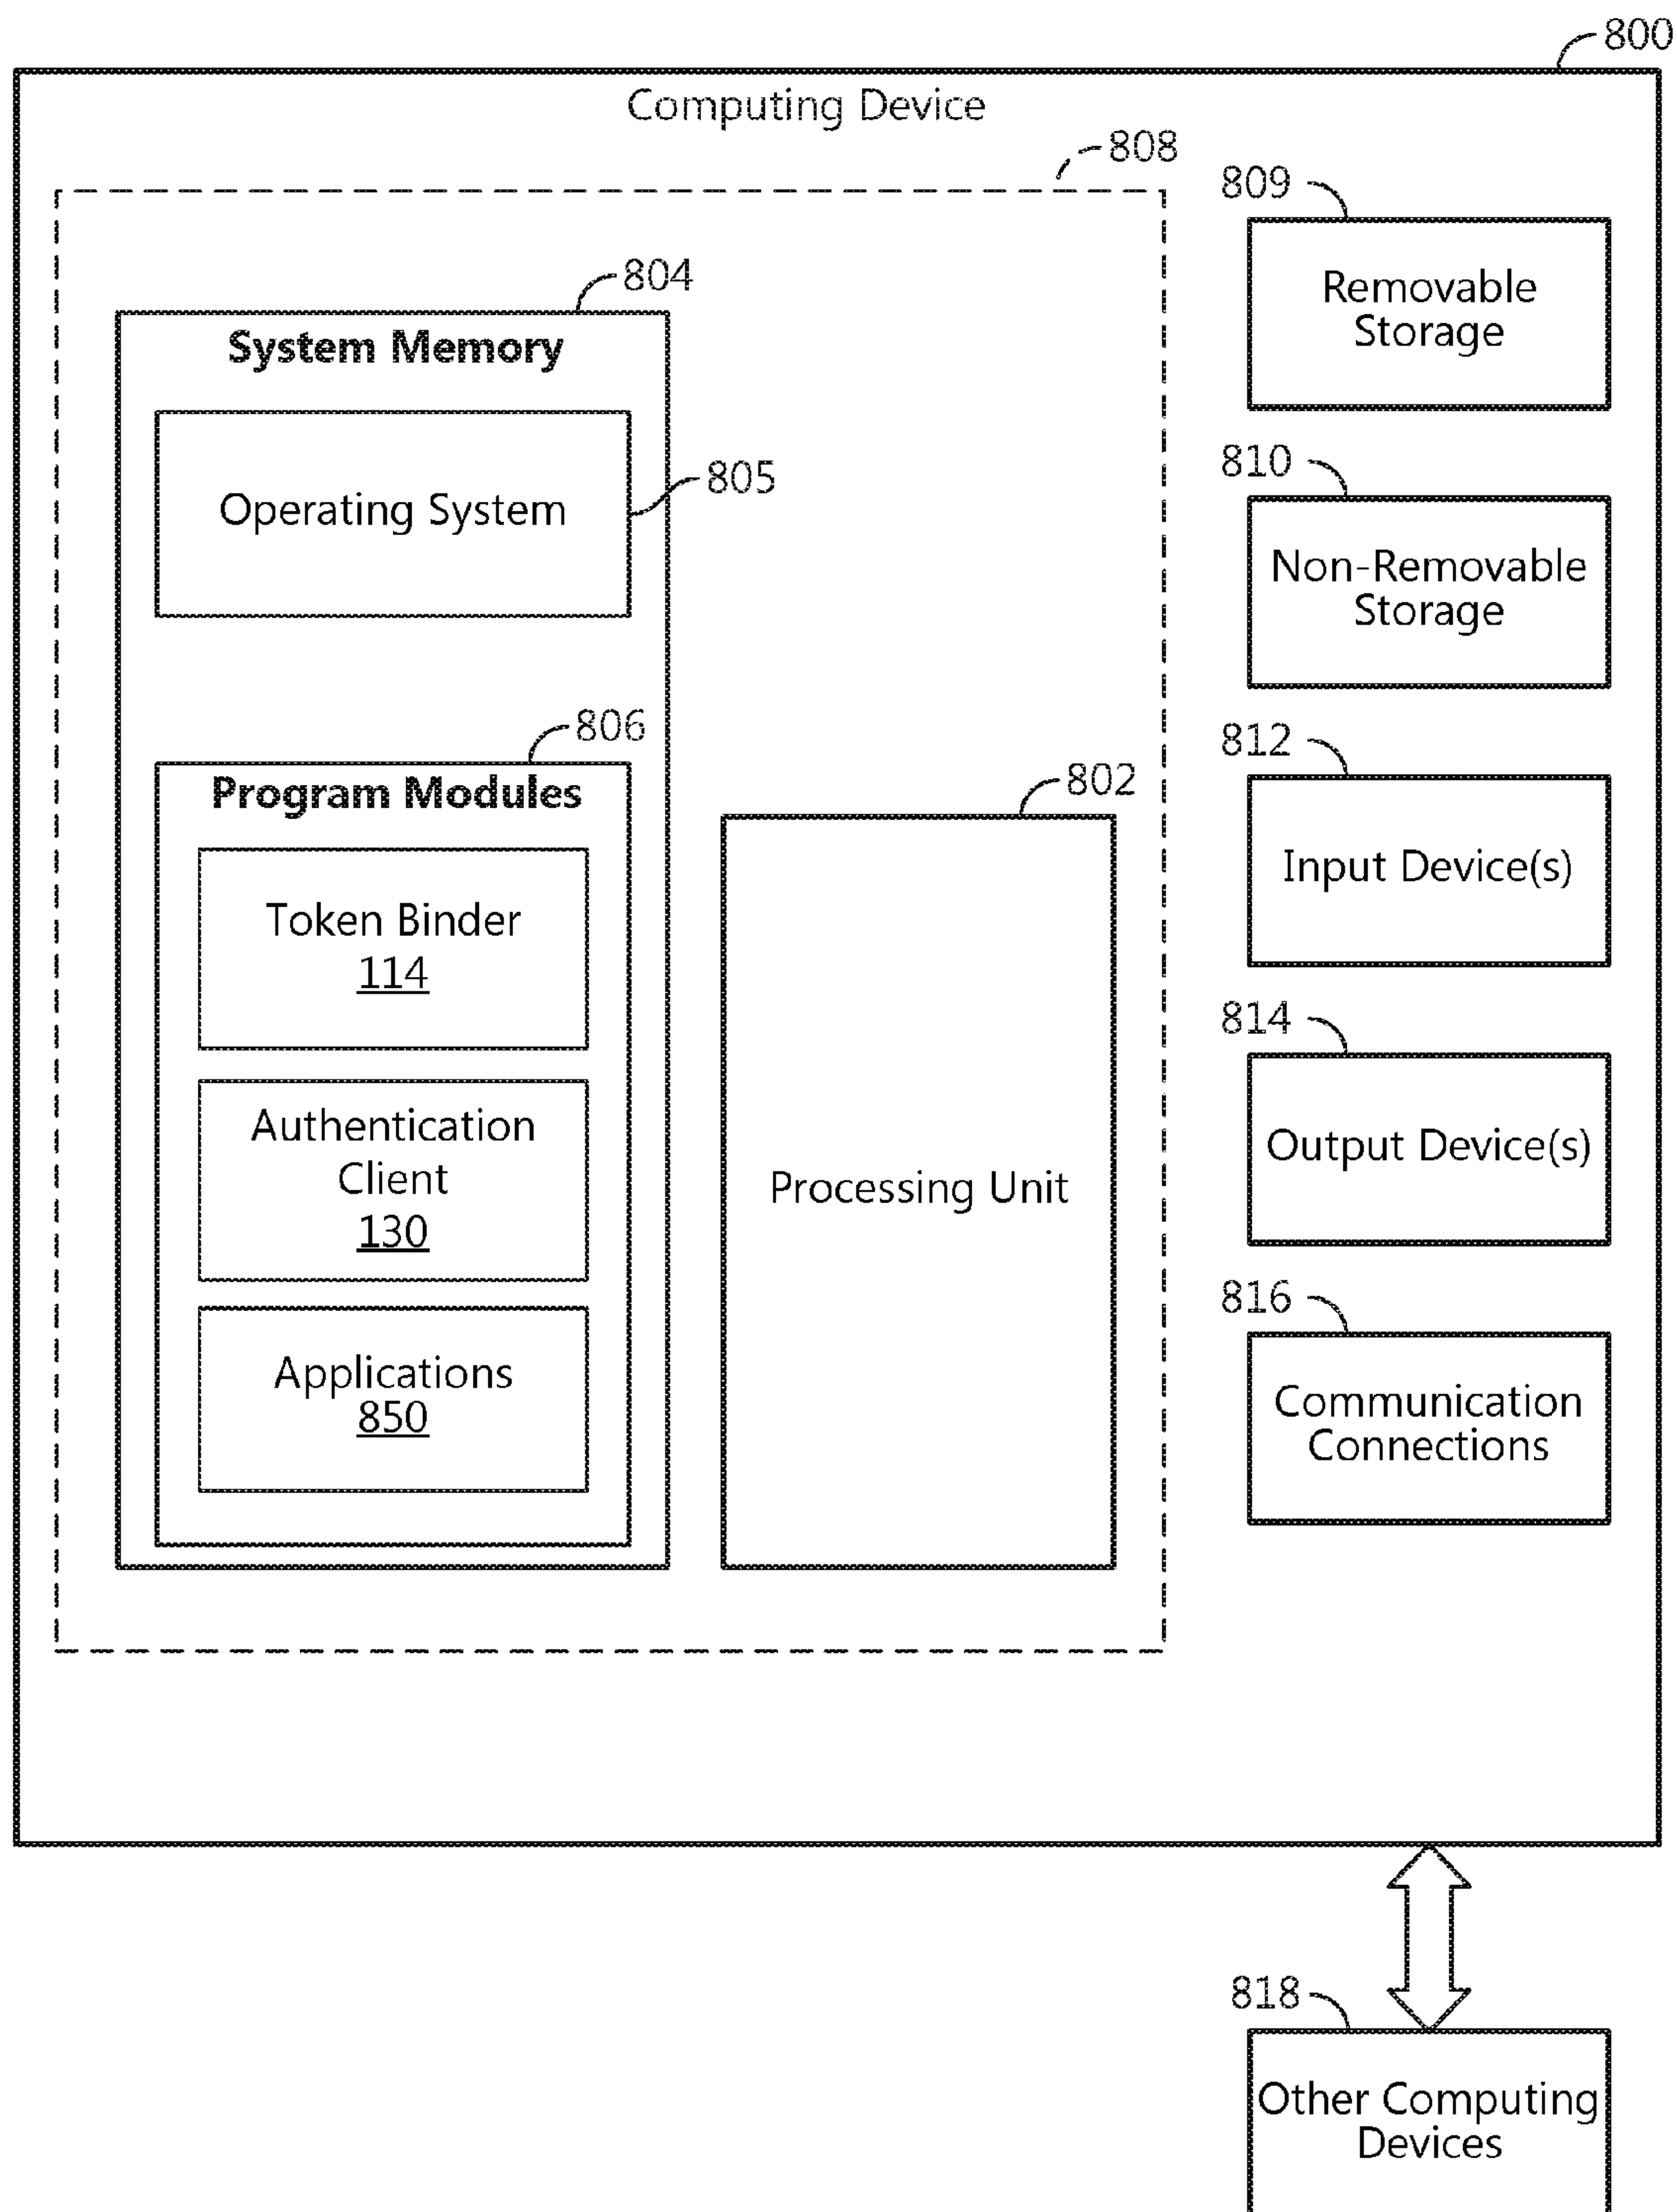 800
Computing Device
808
804
System Memory
Operating System
805
806
Program Modules
Token Binder
114
Authentication
Client
130
Applications
850
802
Processing Unit
809
Removable
Storage
810
Non-Removable
Storage
812
Input Device(s)
814
Output Device(s)
816
Communication
Connections
818
Other Computing
Devices